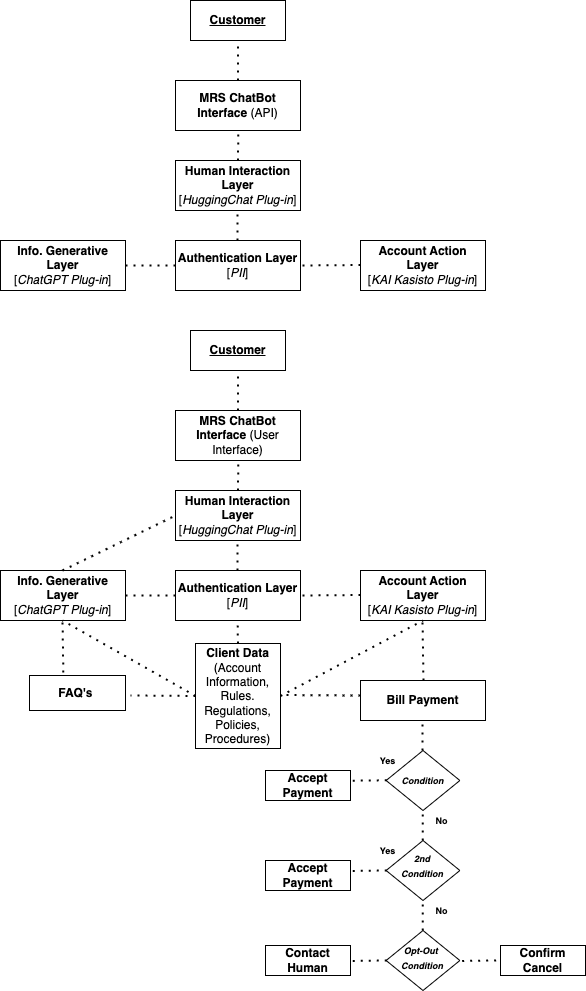 Customer
MRS ChatBot
Interface (API)
Human Interaction
Layer
[HuggingChat Plug-in]
Info. Generative
Layer
[ChatGPT Plug-in]
Authentication Layer
[PII]
Account Action
Layer
[KAI Kasisto Plug-in]
Customer
MRS ChatBot
Interface (User
Interface)
Human Interaction
Layer
[HuggingChat Plug-in]
Info. Generative
Layer
[ChatGPT Plug-in]
Authentication Layer
[PII]
Account Action
Layer
[KAI Kasisto Plug-in]
FAQ's
Client Data
(Account
Information,
Rules.
Regulations,
Policies,
Procedures)
Bill Payment
Yes
Accept
Payment
Condition
No
Yes
Accept
Payment
2nd
Condition
No
Contact
Human
Opt-Out
Condition
Confirm
Cancel